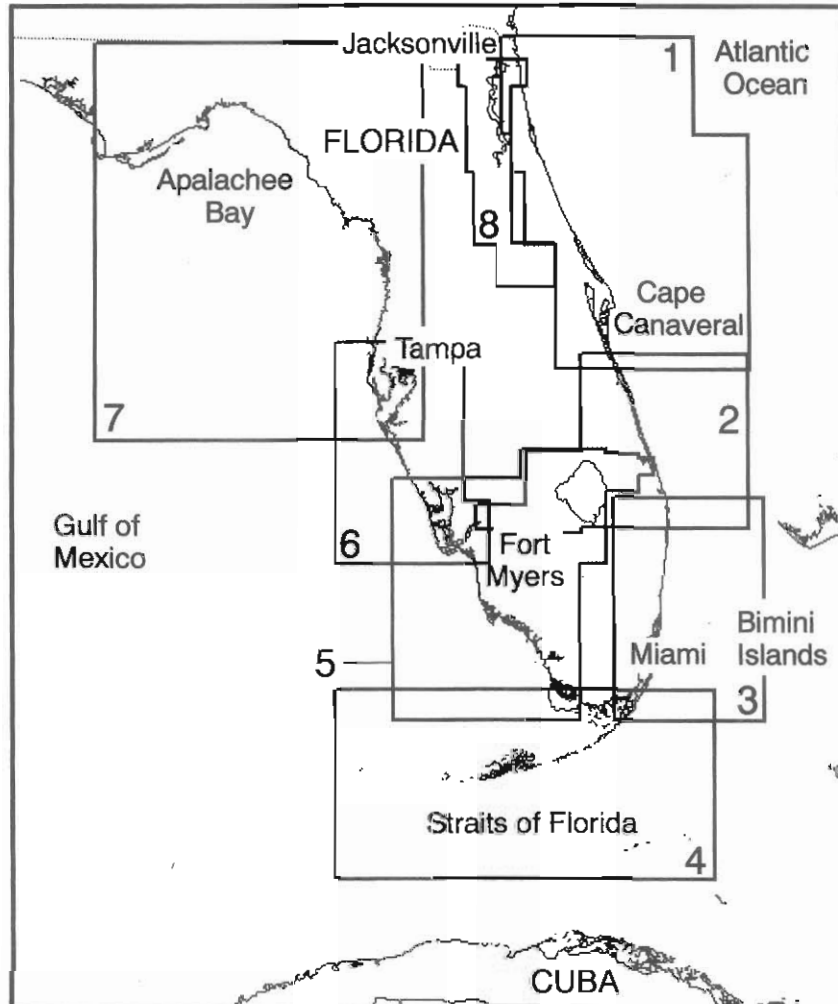 Jacksonville
1
Atlantic
Ocean
FLORIDA
Apalachee
Bay
8
Cape
Canaveral
Tampa
7
2
Gulf of
Mexico
6
Fort
Myers
5
Miami
Bimini
Islands
3
Straits of Florida
4
CUBA